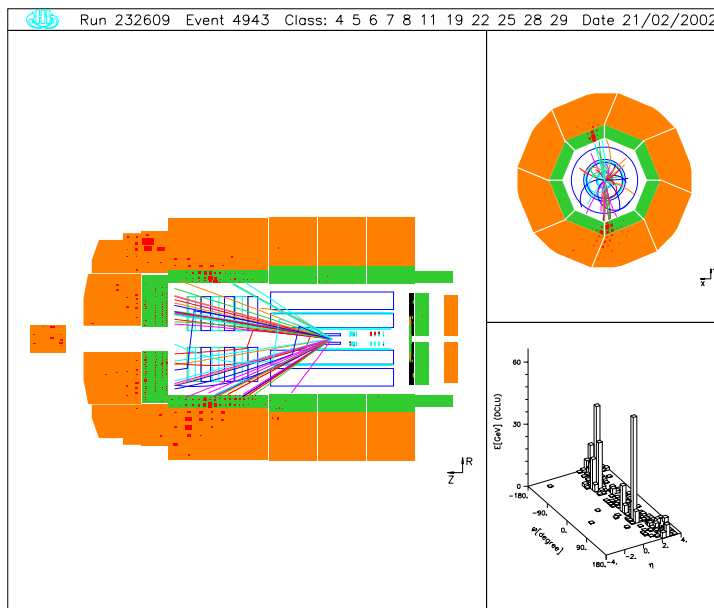 Run 232609 Event 4943 Class: 4 5 6 7 8 11 19 22 25 28 29 Date 21/02/2002
R
Z
X
E[GeV] (DCLU)
60
30
0
-180.
-90.
0.
90.
180.
φ[degree]
-4.
-2.
0.
2.
4.
η